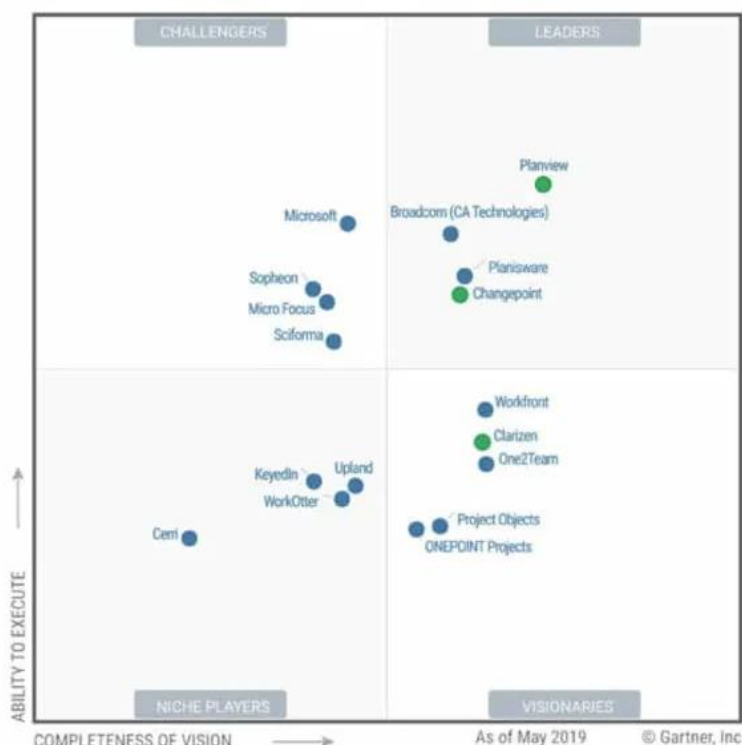 CHALLENGERS
LEADERS
Planview
Microsoft
Broadcom (CA Technologies)
Sopheon
Planisware
Micro Focus
Changepoint
Sciforma
Workfront
Clarizen
One2Team
KeyedIn
Upland
WorkOtter
Cerri
Project Objects
ONEPOINT Projects
ABILITY TO EXECUTE
NICHE PLAYERS
VISIONARIES
COMPLETENESS OF VISION
As of May 2019
© Gartner, Inc